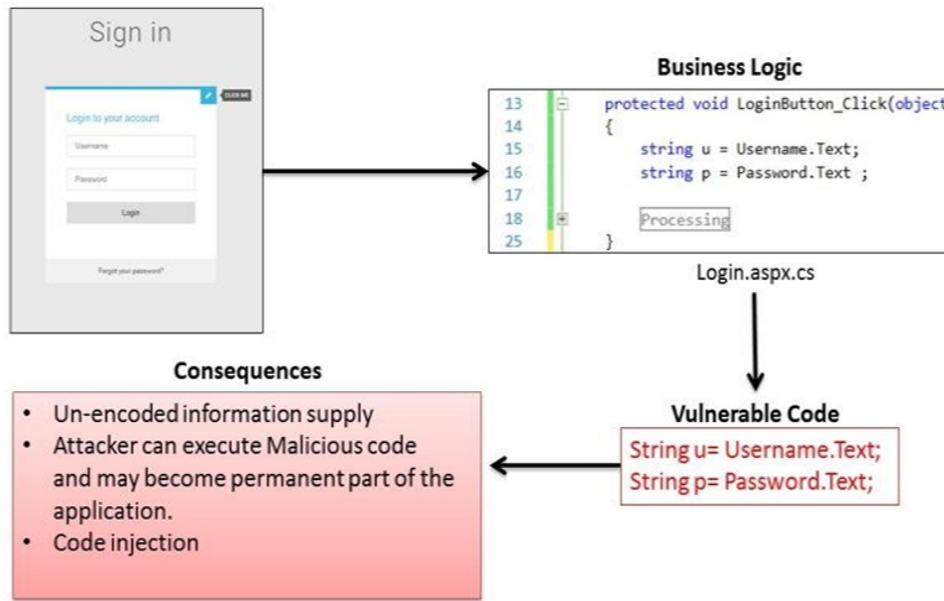 Sign in
CLICK ME
Login to your account
Username
Password
Login
Forgot your password?
Business Logic
13 protected void LoginButton_Click(object
14 {
15 string u = Username.Text;
16 string p = Password.Text ;
17
18 Processing
25 }
Login.aspx.cs
Vulnerable Code
String u= Username.Text;
String p= Password.Text;
Consequences
• Un-encoded information supply
• Attacker can execute Malicious code
and may become permanent part of the
application.
• Code injection